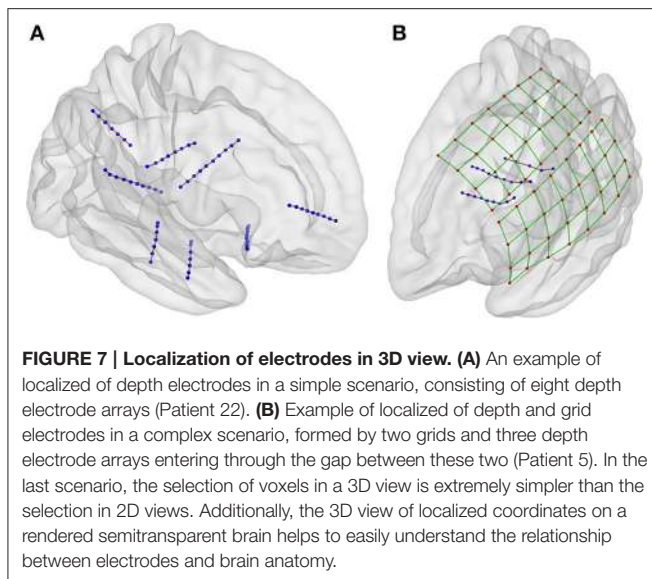 A
B
FIGURE 7 | Localization of electrodes in 3D view. (A) An example of
localized of depth electrodes in a simple scenario, consisting of eight depth
electrode arrays (Patient 22). (B) Example of localized of depth and grid
electrodes in a complex scenario, formed by two grids and three depth
electrode arrays entering through the gap between these two (Patient 5). In the
last scenario, the selection of voxels in a 3D view is extremely simpler than the
selection in 2D views. Additionally, the 3D view of localized coordinates on a
rendered semitransparent brain helps to easily understand the relationship
between electrodes and brain anatomy.